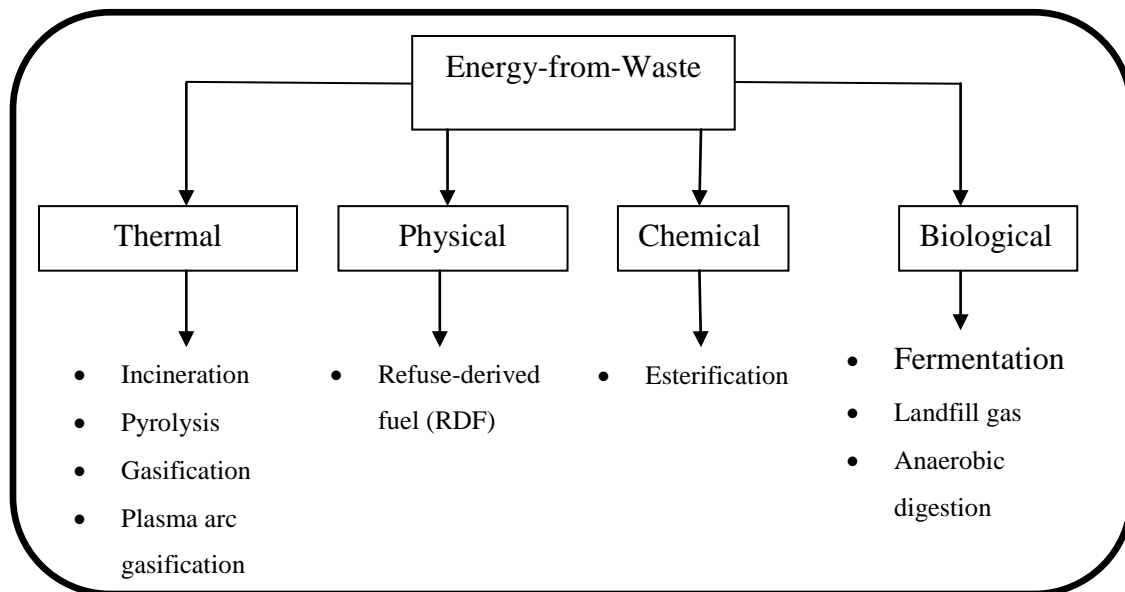 Energy-from-Waste
Thermal
Physical
Chemical
Biological
• Incineration
• Pyrolysis
• Gasification
• Plasma arc
gasification
• Refuse-derived
fuel (RDF)
• Esterification
• Fermentation
• Landfill gas
• Anaerobic
digestion